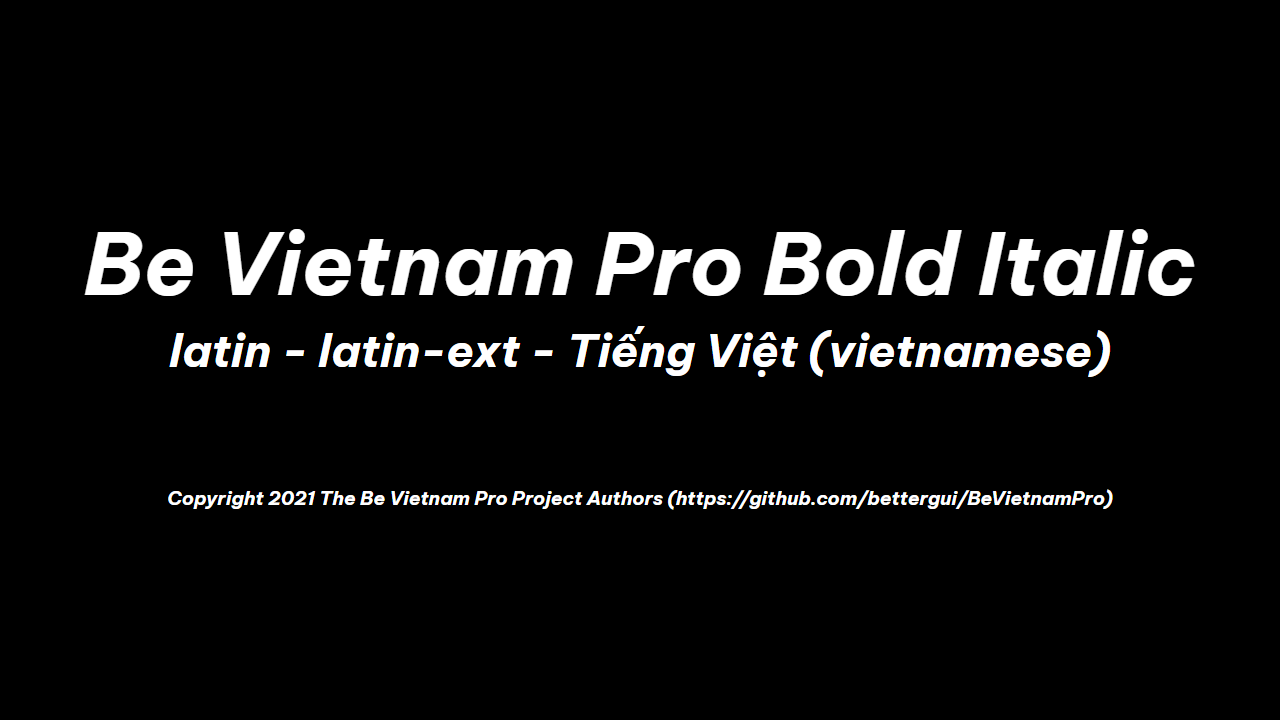 Be Vietnam Pro Bold Italic
latin - latin-ext - Tiếng Việt (vietnamese)
Copyright 2021 The Be Vietnam Pro Project Authors (https://github.com/bettergui/BeVietnamPro)